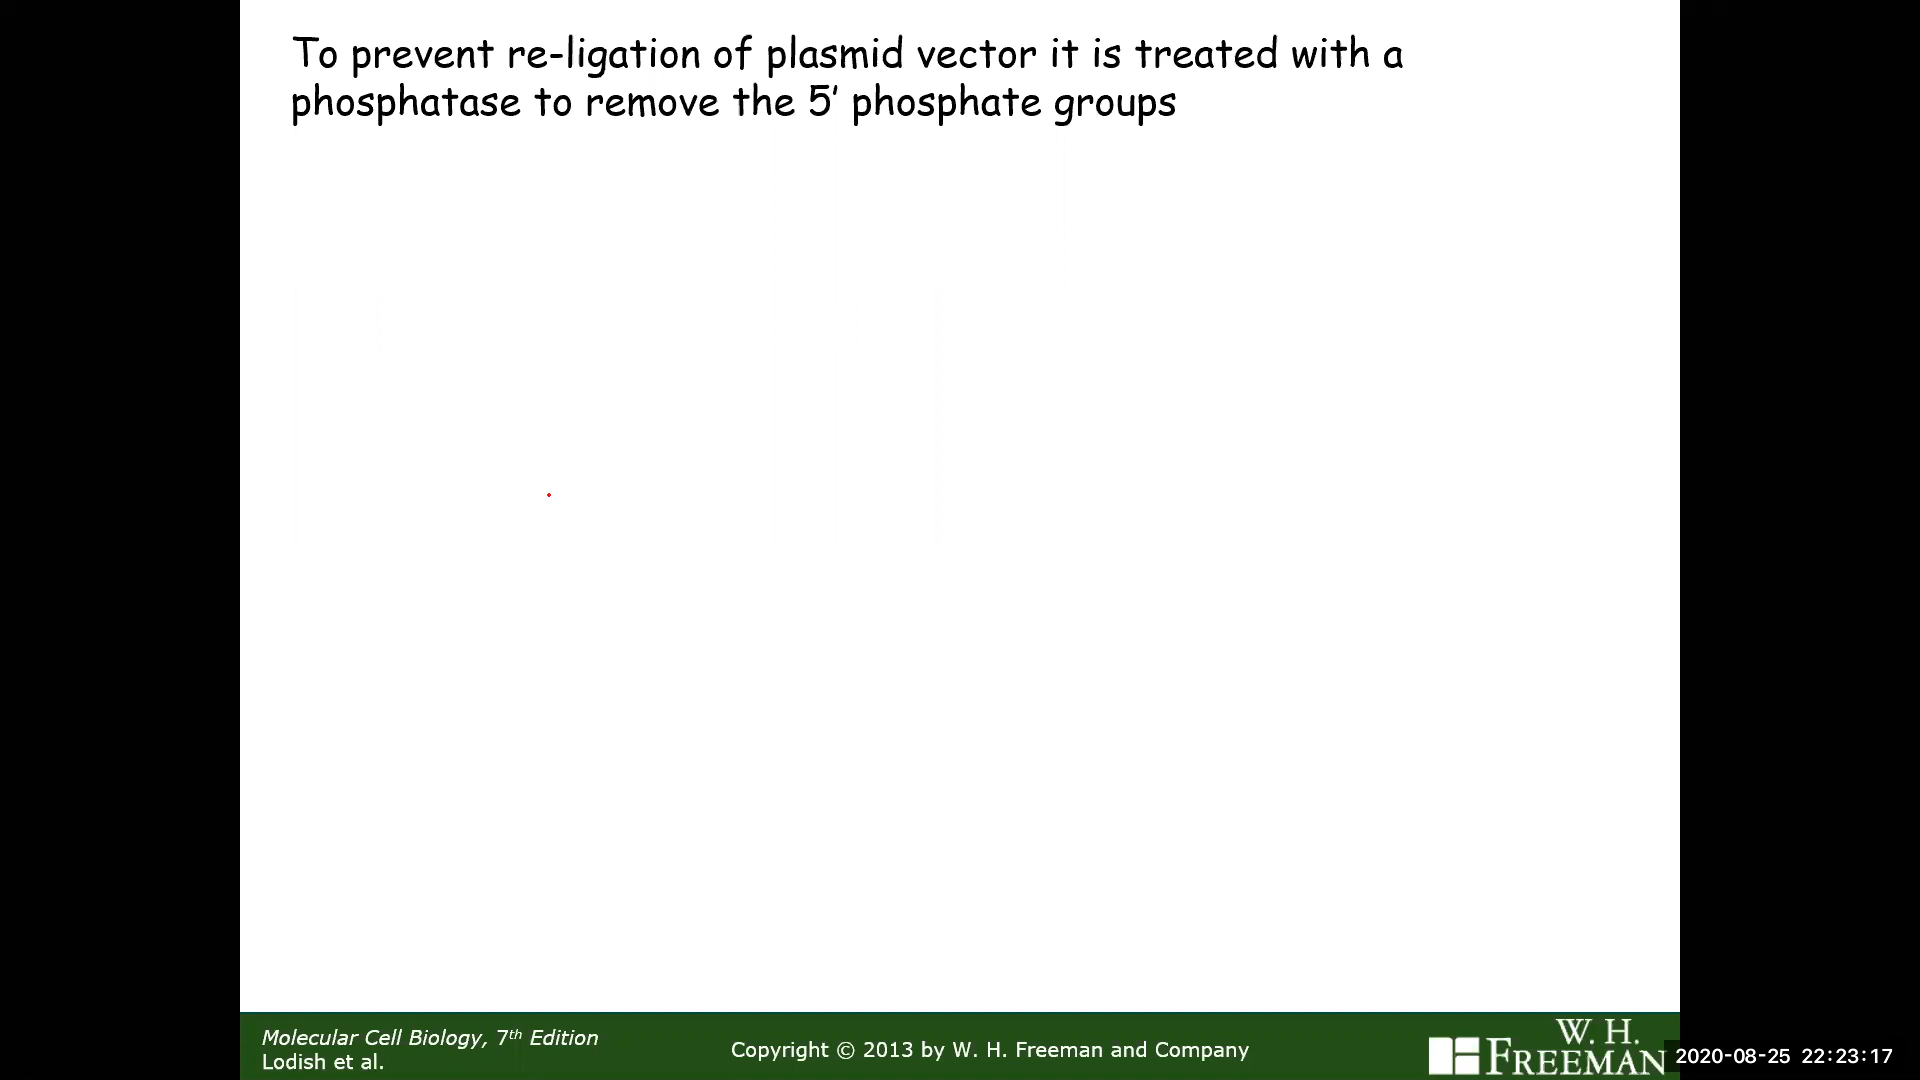 To prevent re-ligation of plasmid vector it is treated with a
phosphatase to remove the 5′ phosphate groups
Molecular Cell Biology, 7th Edition
Lodish et al.
Copyright © 2013 by W. H. Freeman and Company
W. H.
FREEMAN
2020-08-25 22:23:17